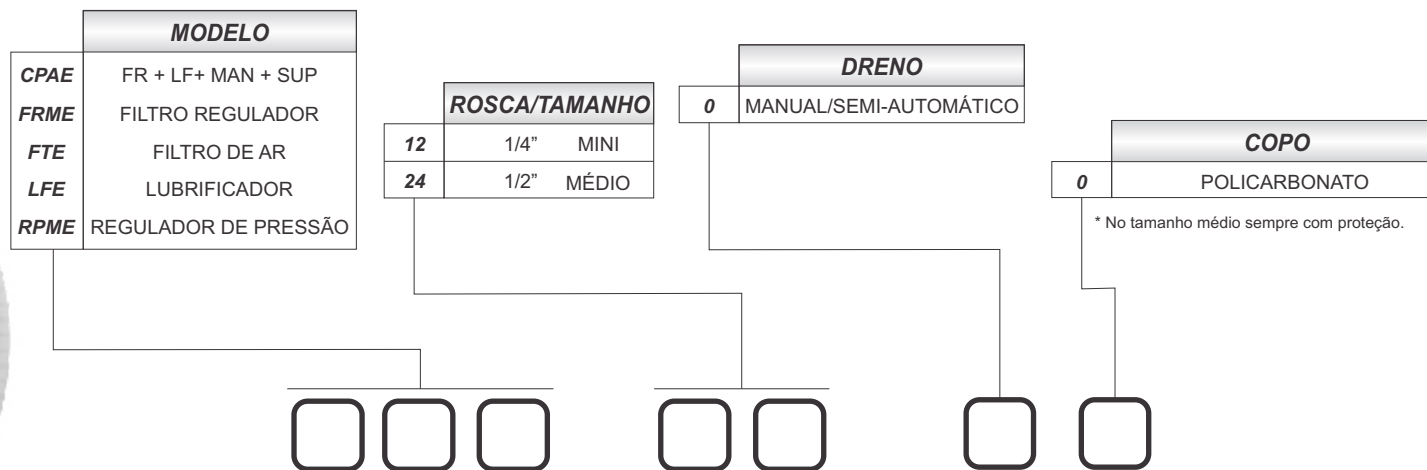 MODELO
CPAE FR + LF+ MAN + SUP
FRME FILTRO REGULADOR
FTE FILTRO DE AR
LFE LUBRIFICADOR
RPME REGULADOR DE PRESSÃO
ROSCA/TAMANHO
12 1/4” MINI
24 1/2” MÉDIO
DRENO
0 MANUAL/SEMI-AUTOMÁTICO
COPO
0 POLICARBONATO
* No tamanho médio sempre com proteção.